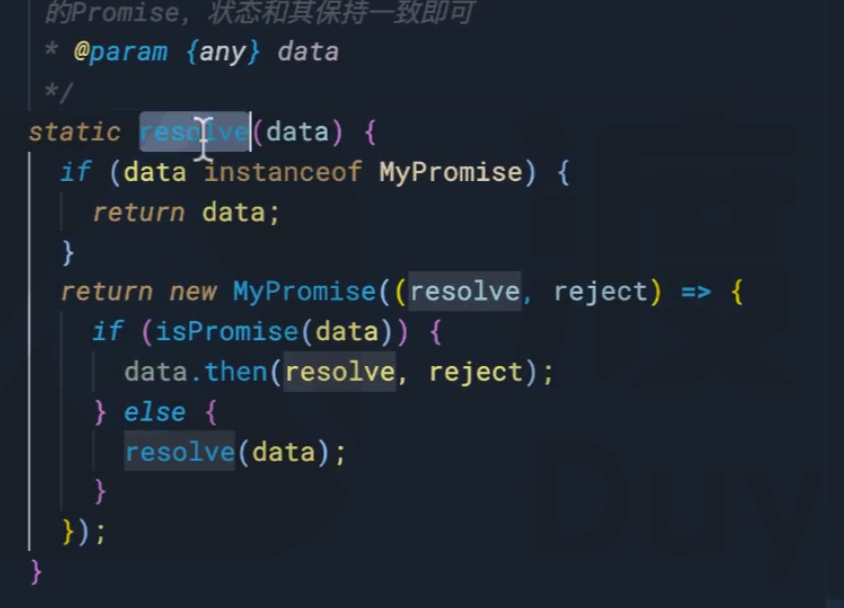 的Promise, 状态和其保持一致即可
* @param {any} data
*/
static resolve(data) {
if (data instanceof MyPromise) {
return data;
}
return new MyPromise((resolve, reject) => {
if (isPromise(data)) {
data.then(resolve, reject);
} else {
resolve(data);
}
});
}
Duy